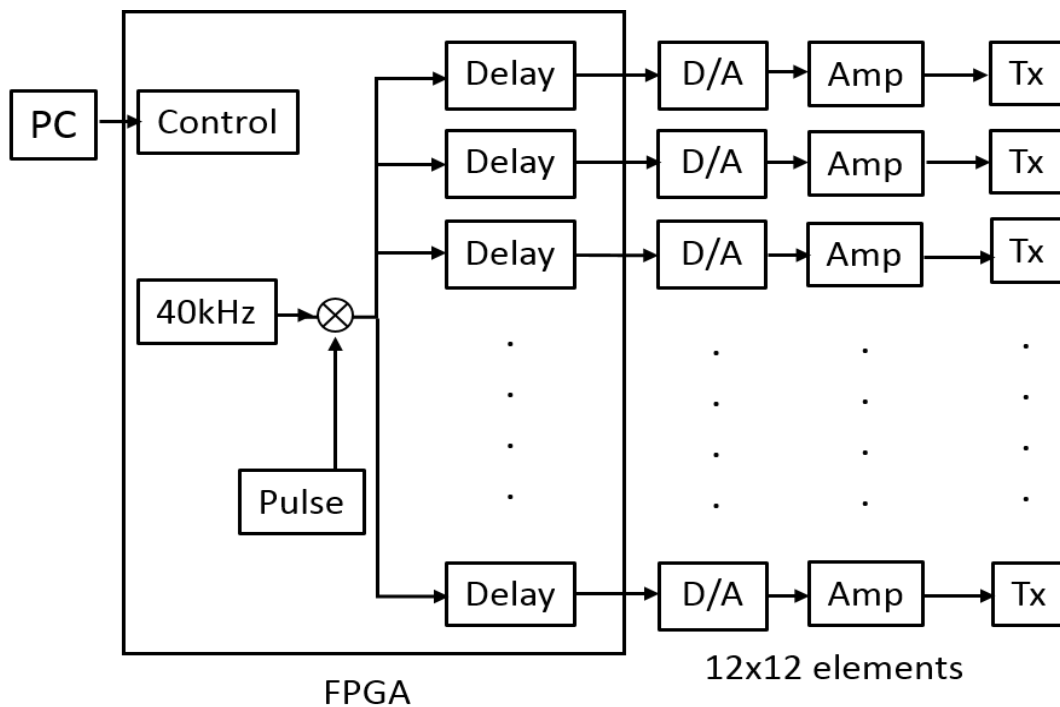 Delay D/A Amp Tx
PC Control
Delay D/A Amp Tx
Delay D/A Amp Tx
40kHz
Pulse
Delay D/A Amp Tx
12x12 elements
FPGA